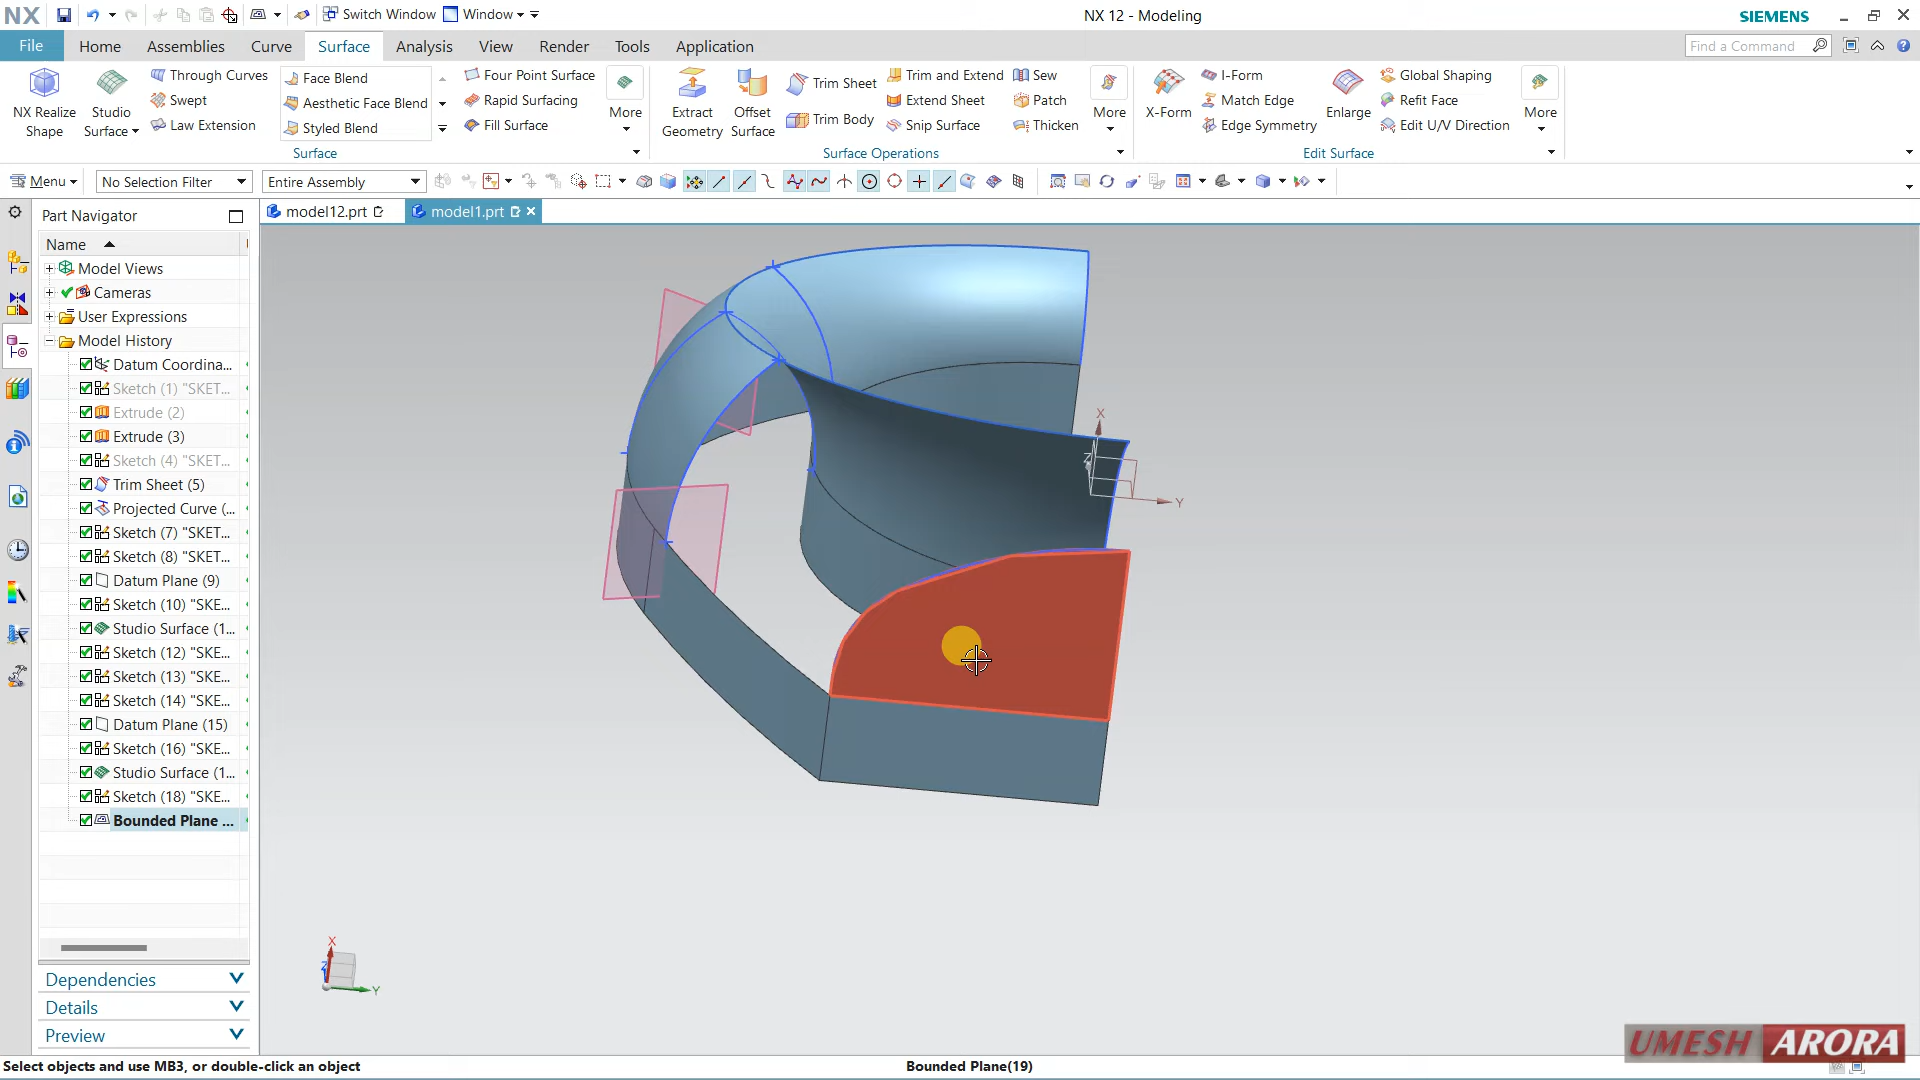 NX
Switch Window
Window
NX 12 - Modeling
SIEMENS
File
Home
Assemblies
Curve
Surface
Analysis
View
Render
Tools
Application
Find a Command
NX Realize
Shape
Studio
Surface
Through Curves
Swept
Law Extension
Face Blend
Aesthetic Face Blend
Styled Blend
Four Point Surface
Rapid Surfacing
Fill Surface
More
Extract
Geometry
Offset
Surface
Trim Sheet
Trim Body
Trim and Extend
Extend Sheet
Snip Surface
Sew
Patch
Thicken
More
X-Form
I-Form
Match Edge
Edge Symmetry
Enlarge
Global Shaping
Refit Face
Edit U/V Direction
More
Surface
Surface Operations
Edit Surface
Menu
No Selection Filter
Entire Assembly
Part Navigator
model12.prt
model1.prt
Name
Model Views
Cameras
User Expressions
Model History
Datum Coordina...
Sketch (1) "SKET...
Extrude (2)
Extrude (3)
Sketch (4) "SKET...
Trim Sheet (5)
Projected Curve (...
Sketch (7) "SKET...
Sketch (8) "SKET...
Datum Plane (9)
Sketch (10) "SKE...
Studio Surface (1...
Sketch (12) "SKE...
Sketch (13) "SKE...
Sketch (14) "SKE...
Datum Plane (15)
Sketch (16) "SKE...
Studio Surface (1...
Sketch (18) "SKE...
Bounded Plane ...
X
Z
Y
X
Z
Y
Dependencies
Details
Preview
UMESH ARORA
Select objects and use MB3, or double-click an object
Bounded Plane(19)